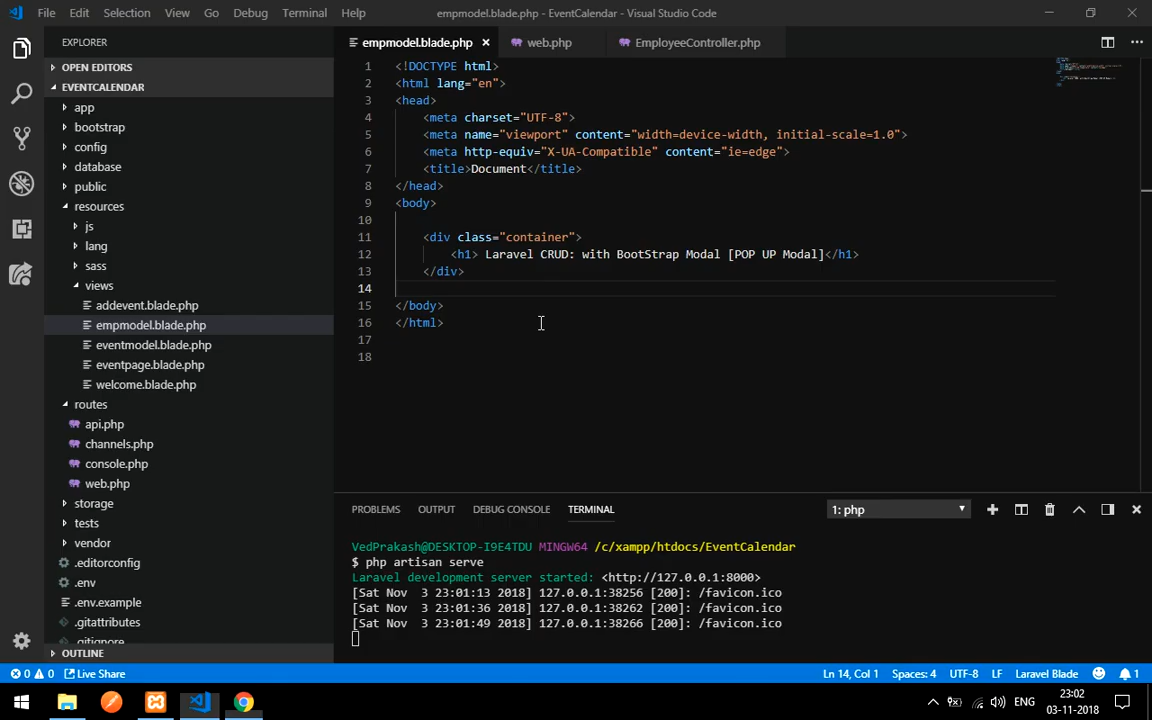 File Edit Selection View Go Debug Terminal Help
empmodel.blade.php - EventCalendar - Visual Studio Code
EXPLORER
OPEN EDITORS
EVENTCALENDAR
app
bootstrap
config
database
public
resources
js
lang
sass
views
addevent.blade.php
empmodel.blade.php
eventmodel.blade.php
eventpage.blade.php
welcome.blade.php
routes
api.php
channels.php
console.php
web.php
storage
tests
vendor
.editorconfig
.env
.env.example
.gitattributes
.gitignore
OUTLINE
empmodel.blade.php web.php EmployeeController.php
1 <!DOCTYPE html>
2 <html lang="en">
3 <head>
4 <meta charset="UTF-8">
5 <meta name="viewport" content="width=device-width, initial-scale=1.0">
6 <meta http-equiv="X-UA-Compatible" content="ie=edge">
7 <title>Document</title>
8 </head>
9 <body>
10
11 <div class="container">
12 <h1> Laravel CRUD: with BootStrap Modal [POP UP Modal]</h1>
13 </div>
14
15 </body>
16 </html>
17
18
PROBLEMS OUTPUT DEBUG CONSOLE TERMINAL 1: php
VedPrakash@DESKTOP-I9E4TDU MINGW64 /c/xampp/htdocs/EventCalendar
$ php artisan serve
Laravel development server started: <http://127.0.0.1:8000>
[Sat Nov 3 23:01:13 2018] 127.0.0.1:38256 [200]: /favicon.ico
[Sat Nov 3 23:01:36 2018] 127.0.0.1:38262 [200]: /favicon.ico
[Sat Nov 3 23:01:49 2018] 127.0.0.1:38266 [200]: /favicon.ico
0 0 Live Share Ln 14, Col 1 Spaces: 4 UTF-8 LF Laravel Blade 1
ENG
23:02
03-11-2018